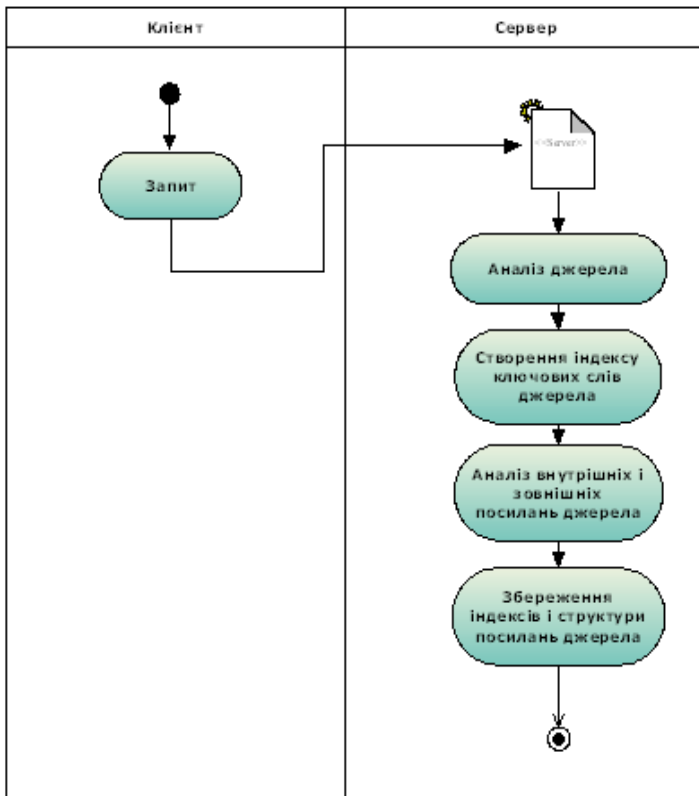 Клієнт
Сервер
<<Server>>
Запит
Аналіз джерела
Створення індексу
ключових слів
джерела
Аналіз внутрішніх і
зовнішніх
посилань джерела
Збереження
індексів і структури
посилань джерела